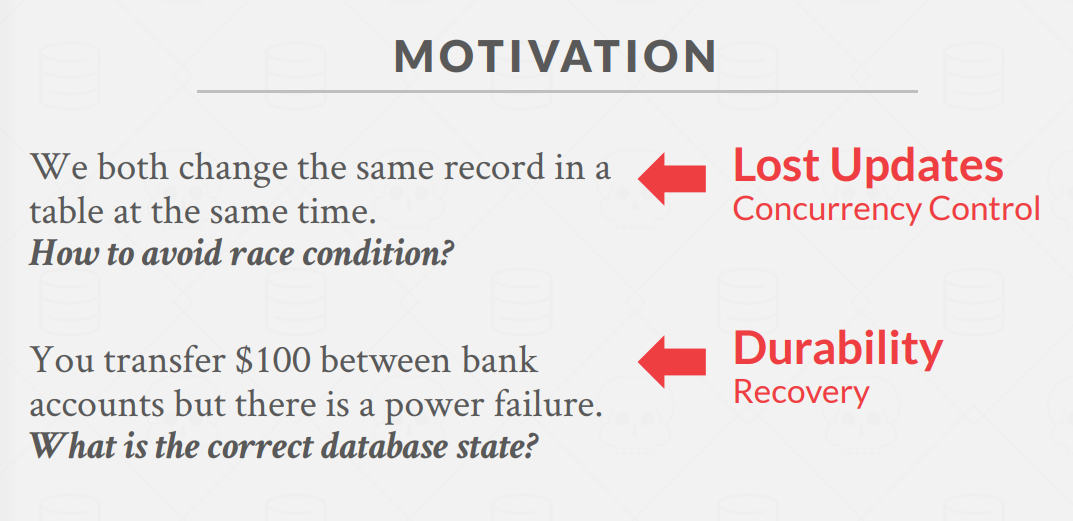 MOTIVATION
We both change the same record in a
table at the same time.
How to avoid race condition?
Lost Updates
Concurrency Control
You transfer $100 between bank
accounts but there is a power failure.
What is the correct database state?
Durability
Recovery